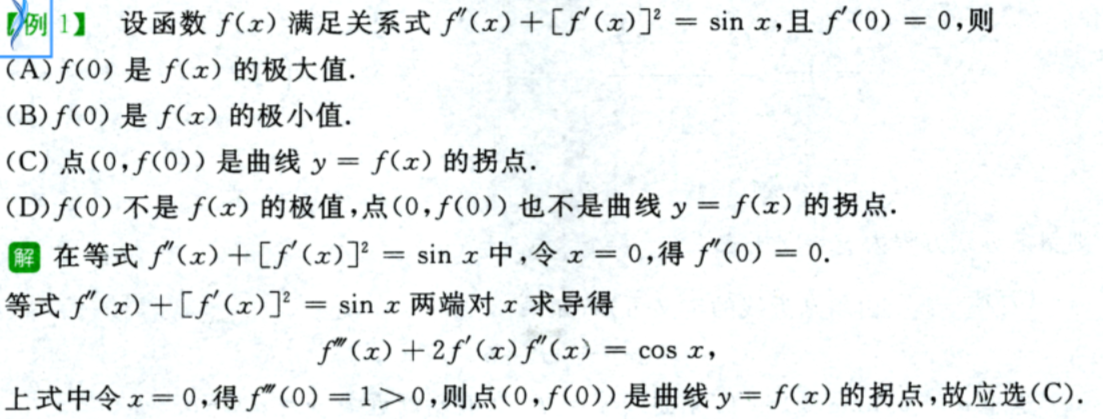 【例1】 设函数 f(x) 满足关系式 f″(x)+[f′(x)]² = sin x,且 f′(0) = 0,则
(A)f(0) 是 f(x) 的极大值.
(B)f(0) 是 f(x) 的极小值.
(C) 点(0,f(0)) 是曲线 y = f(x) 的拐点.
(D)f(0) 不是 f(x) 的极值,点(0,f(0)) 也不是曲线 y = f(x) 的拐点.
解 在等式 f″(x)+[f′(x)]² = sin x 中,令 x = 0,得 f″(0) = 0.
等式 f″(x)+[f′(x)]² = sin x 两端对 x 求导得
f‴(x)+2f′(x)f″(x) = cos x,
上式中令 x = 0,得 f‴(0) = 1>0,则点(0,f(0)) 是曲线 y = f(x) 的拐点,故应选(C).